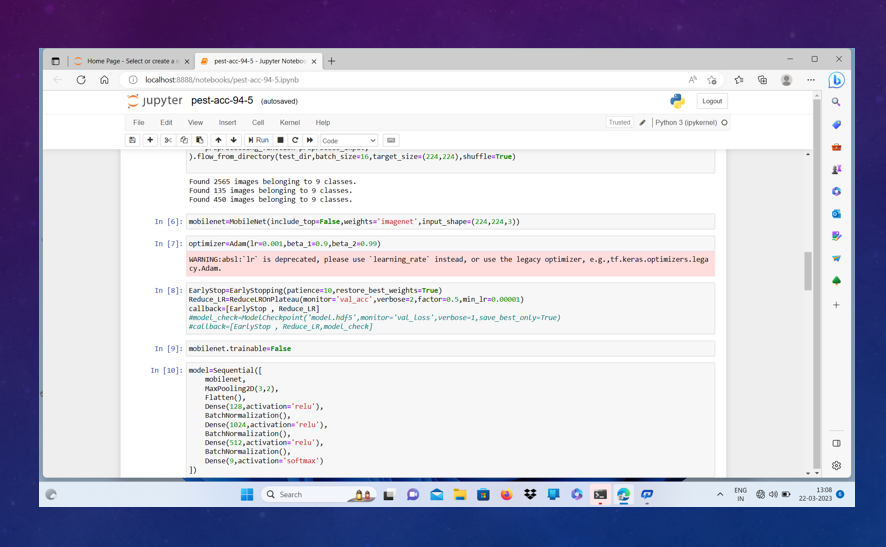 Home Page - Select or create a n
pest-acc-94-5 - Jupyter Noteboo
localhost:8888/notebooks/pest-acc-94-5.ipynb
jupyter pest-acc-94-5 (autosaved)
Logout
File Edit View Insert Cell Kernel Help
Trusted
Python 3 (ipykernel)
Run
Code
).flow_from_directory(test_dir,batch_size=16,target_size=(224,224),shuffle=True)
Found 2565 images belonging to 9 classes.
Found 135 images belonging to 9 classes.
Found 450 images belonging to 9 classes.
In [6]: mobilenet=MobileNet(include_top=False,weights='imagenet',input_shape=(224,224,3))
In [7]: optimizer=Adam(lr=0.001,beta_1=0.9,beta_2=0.99)
WARNING:absl:`lr` is deprecated, please use `learning_rate` instead, or use the legacy optimizer, e.g.,tf.keras.optimizers.lega
cy.Adam.
In [8]: EarlyStop=EarlyStopping(patience=10,restore_best_weights=True)
Reduce_LR=ReduceLROnPlateau(monitor='val_acc',verbose=2,factor=0.5,min_lr=0.00001)
callback=[EarlyStop , Reduce_LR]
#model_check=ModelCheckpoint('model.hdf5',monitor='val_loss',verbose=1,save_best_only=True)
#callback=[EarlyStop , Reduce_LR,model_check]
In [9]: mobilenet.trainable=False
In [10]: model=Sequential([
mobilenet,
MaxPooling2D(3,2),
Flatten(),
Dense(128,activation='relu'),
BatchNormalization(),
Dense(1024,activation='relu'),
BatchNormalization(),
Dense(512,activation='relu'),
BatchNormalization(),
Dense(9,activation='softmax')
])
Search
ENG
IN
13:08
22-03-2023